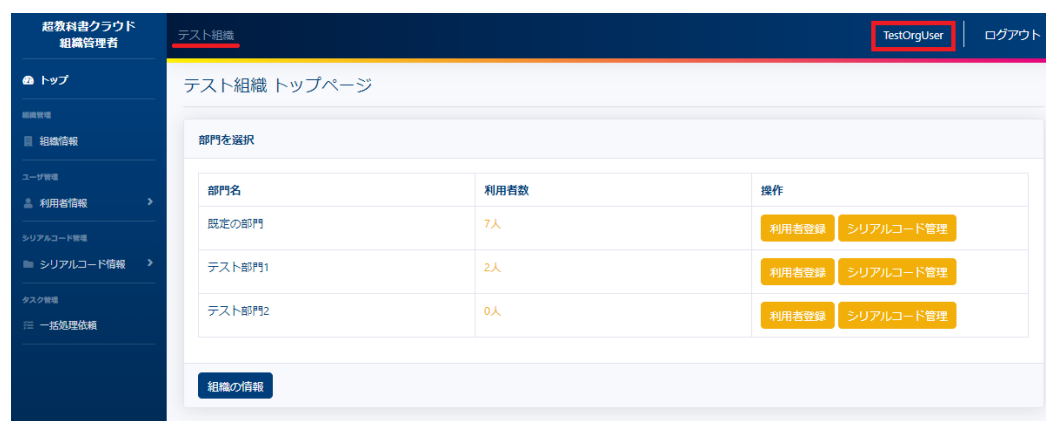 超教科書クラウド
組織管理者
テスト組織
TestOrgUser
ログアウト
トップ
組織管理
組織情報
ユーザ管理
利用者情報
シリアルコード管理
シリアルコード情報
タスク管理
一括処理依頼
テスト組織 トップページ
部門を選択
部門名 利用者数 操作
既定の部門 7人 利用者登録 シリアルコード管理
テスト部門1 2人 利用者登録 シリアルコード管理
テスト部門2 0人 利用者登録 シリアルコード管理
組織の情報